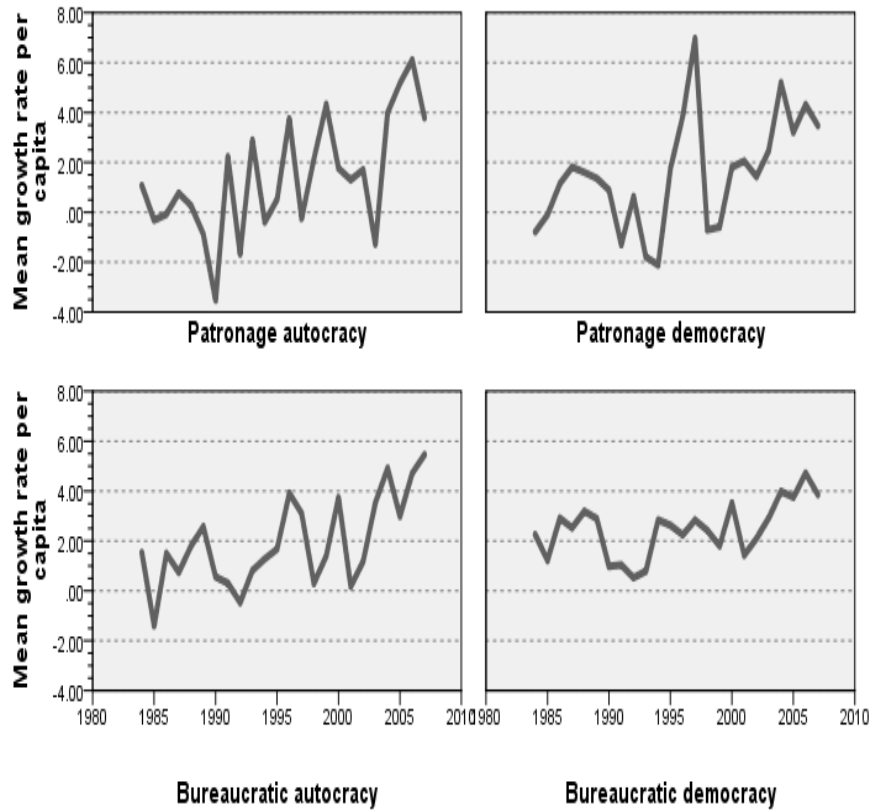 Mean growth rate per
capita
8.00
6.00
4.00
2.00
.00
-2.00
-4.00
Patronage autocracy
Patronage democracy
Mean growth rate per
capita
8.00
6.00
4.00
2.00
.00
-2.00
-4.00
1980 1985 1990 1995 2000 2005 2010
1980 1985 1990 1995 2000 2005 2010
Bureaucratic autocracy
Bureaucratic democracy